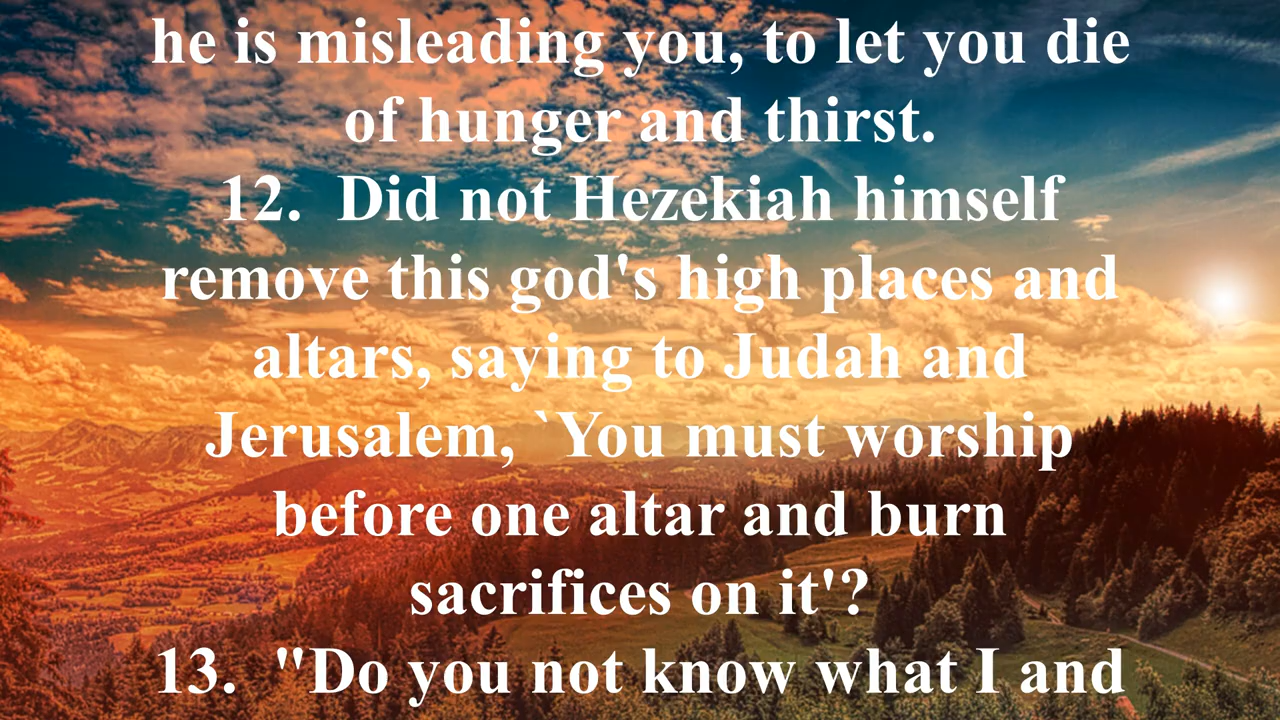 he is misleading you, to let you die
of hunger and thirst.
12.  Did not Hezekiah himself
remove this god's high places and
altars, saying to Judah and
Jerusalem, `You must worship
before one altar and burn
sacrifices on it'?
13.  "Do you not know what I and